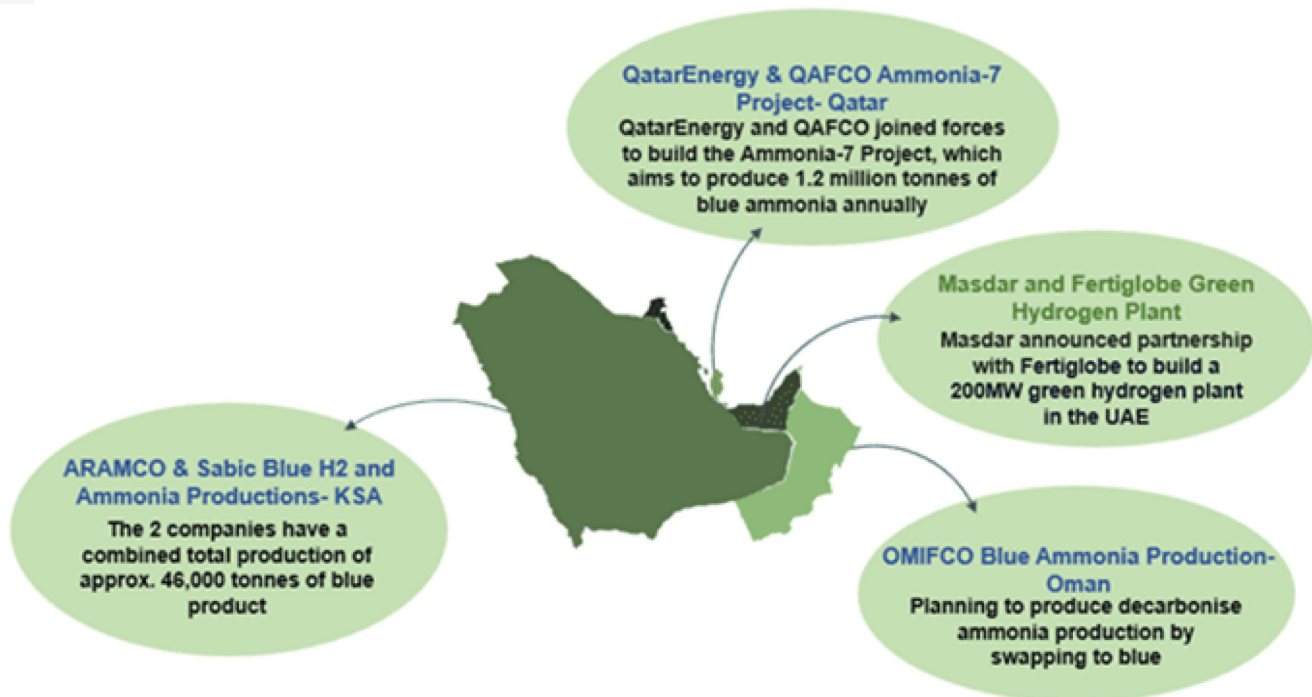 QatarEnergy & QAFCO Ammonia-7
Project- Qatar
QatarEnergy and QAFCO joined forces
to build the Ammonia-7 Project, which
aims to produce 1.2 million tonnes of
blue ammonia annually
Masdar and Fertiglobe Green
Hydrogen Plant
Masdar announced partnership
with Fertiglobe to build a
200MW green hydrogen plant
in the UAE
ARAMCO & Sabic Blue H2 and
Ammonia Productions- KSA
The 2 companies have a
combined total production of
approx. 46,000 tonnes of blue
product
OMIFCO Blue Ammonia Production-
Oman
Planning to produce decarbonise
ammonia production by
swapping to blue